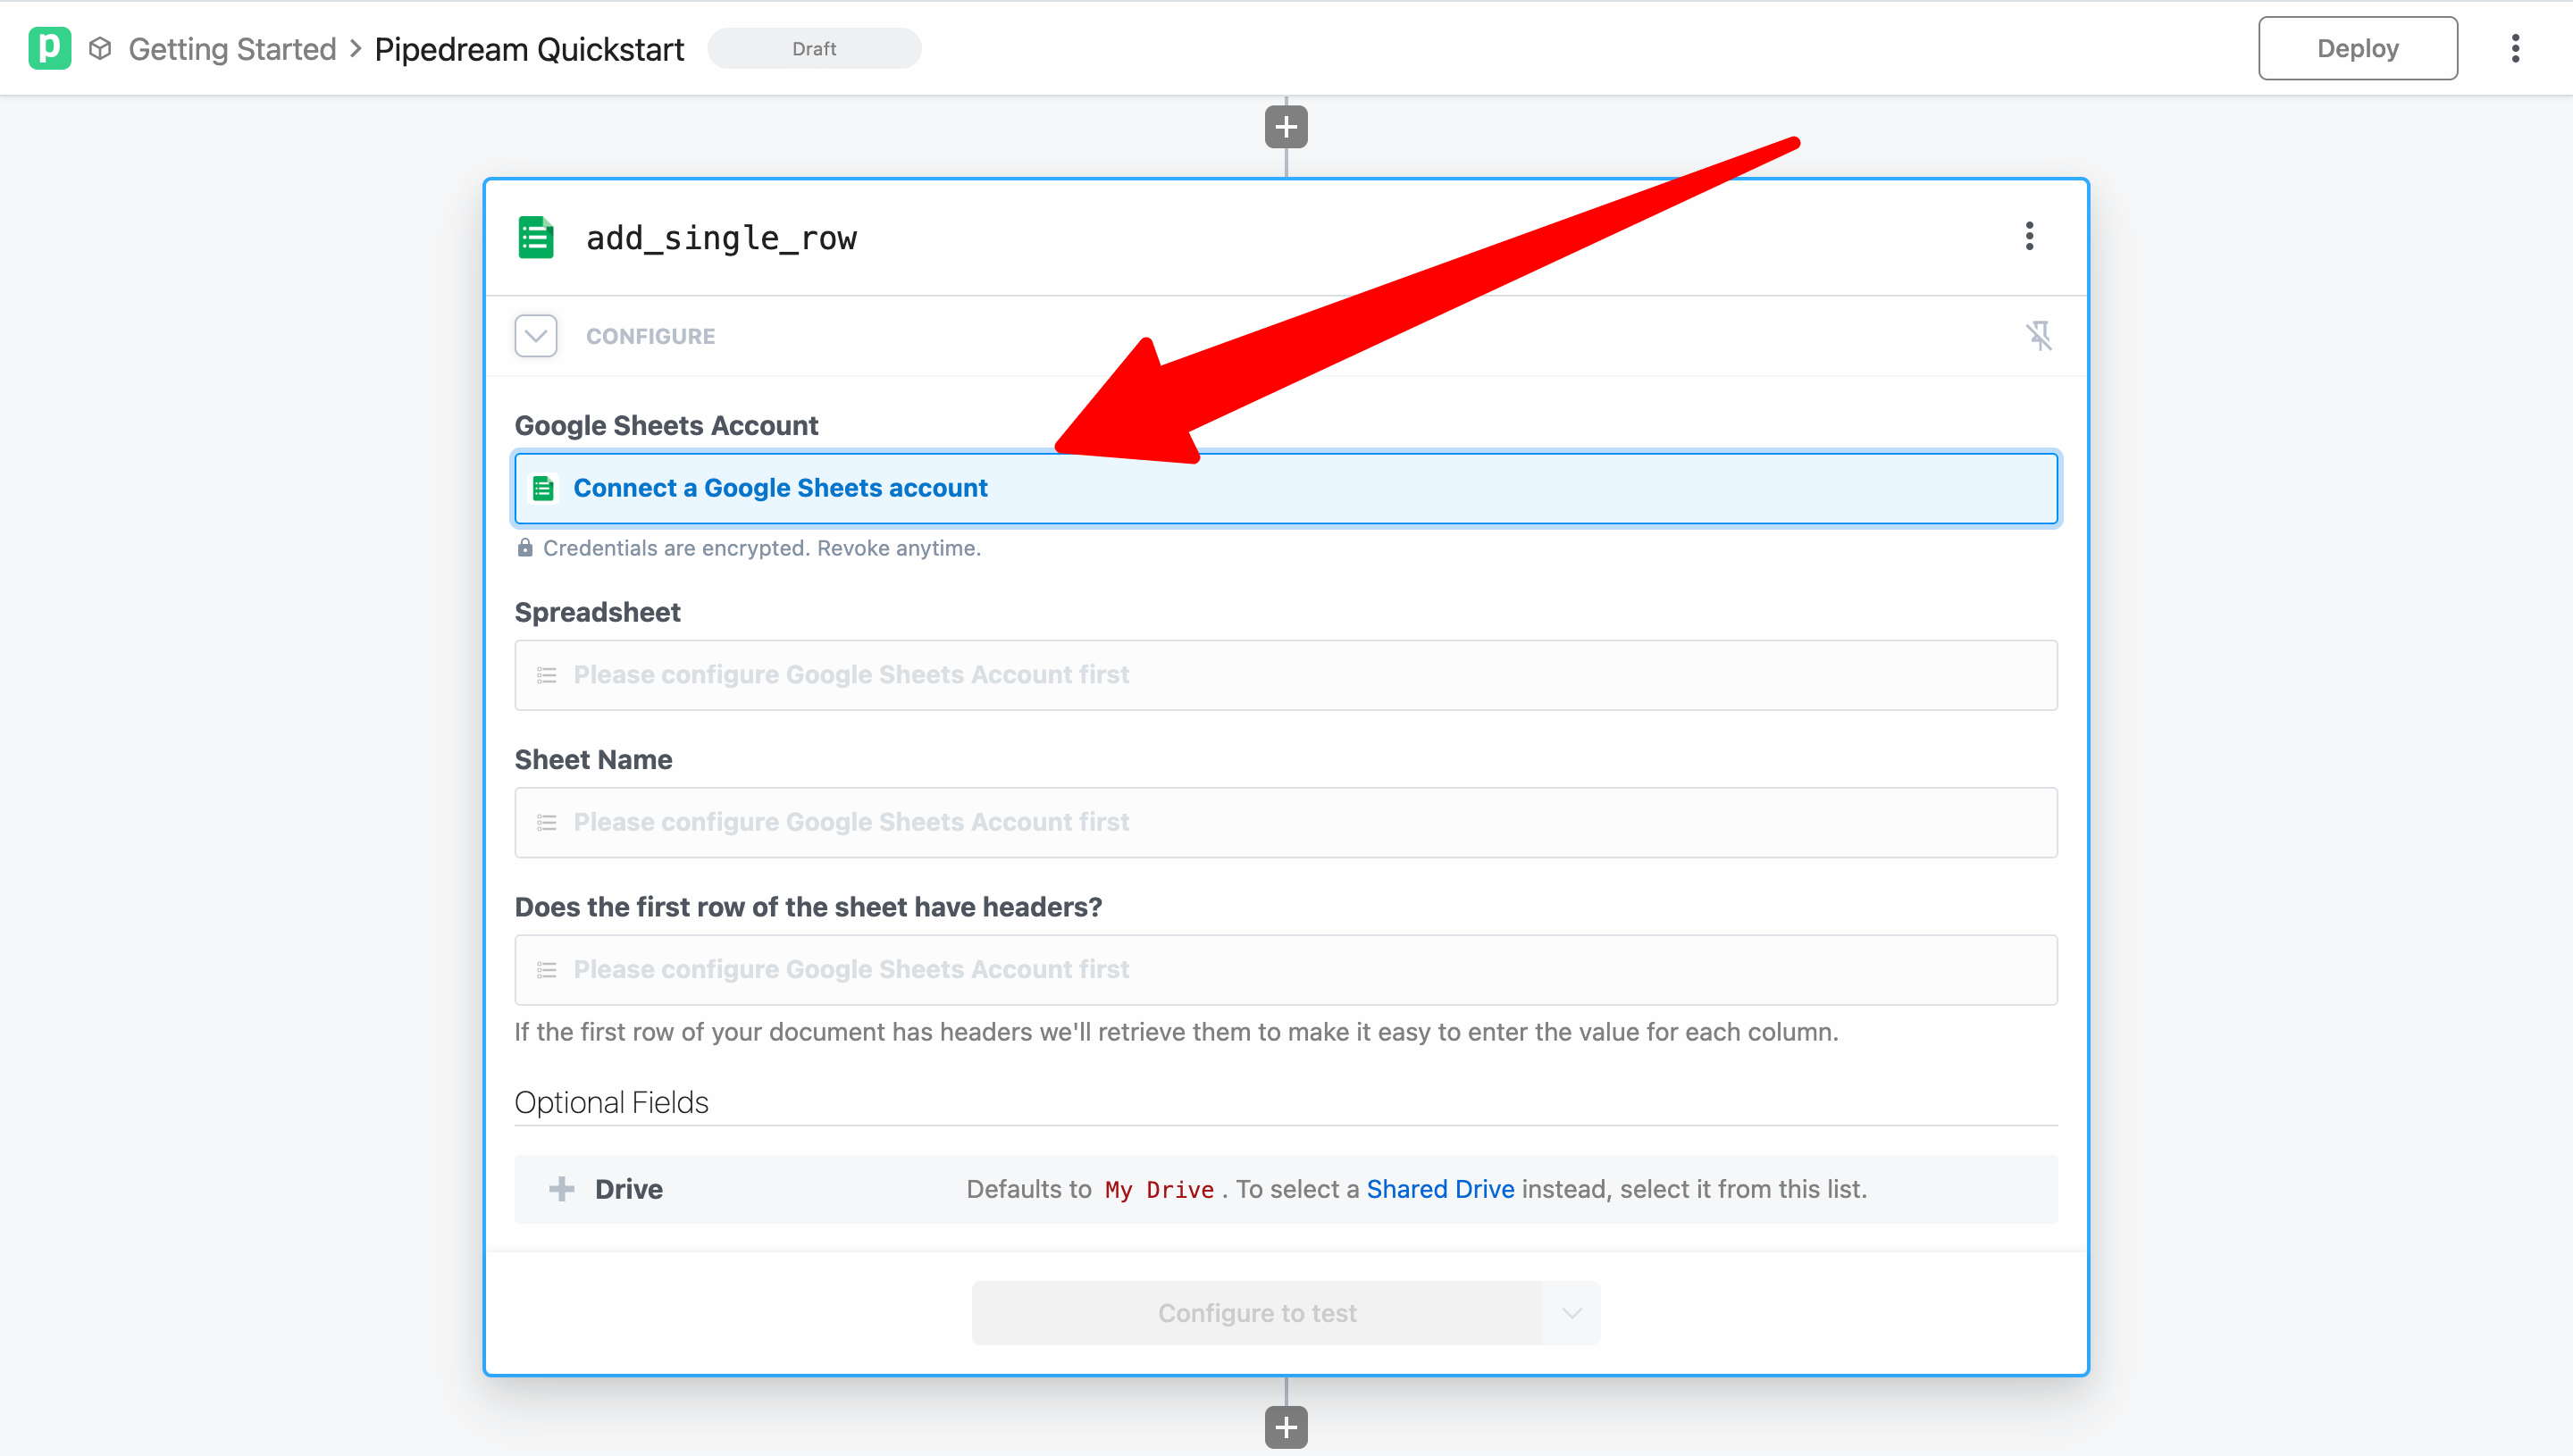 p Getting Started > Pipedream Quickstart Draft Deploy
add_single_row
CONFIGURE
Google Sheets Account
Connect a Google Sheets account
Credentials are encrypted. Revoke anytime.
Spreadsheet
Please configure Google Sheets Account first
Sheet Name
Please configure Google Sheets Account first
Does the first row of the sheet have headers?
Please configure Google Sheets Account first
If the first row of your document has headers we'll retrieve them to make it easy to enter the value for each column.
Optional Fields
Drive Defaults to My Drive . To select a Shared Drive instead, select it from this list.
Configure to test